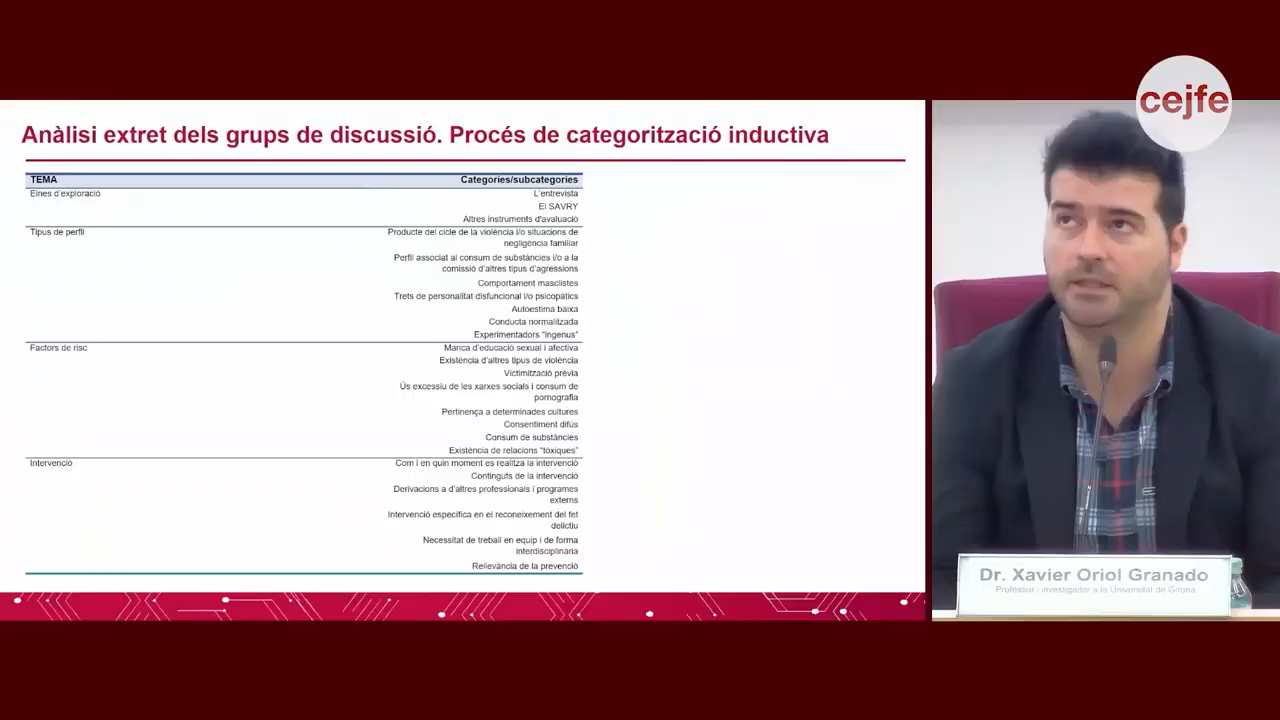 cejfe
Anàlisi extret dels grups de discussió. Procés de categorització inductiva
TEMA Categories/subcategories
Eines d'exploració L'entrevista
El SAVRY
Altres instruments d'avaluació
Tipus de perfil Producte del cicle de la violència i/o situacions de
negligència familiar
Perfil associat al consum de substàncies i/o a la
comissió d'altres tipus d'agressions
Comportament masclistes
Trets de personalitat disfuncional i/o psicopàtics
Autoestima baixa
Conducta normalitzada
Experimentadors "ingenus"
Factors de risc Manca d'educació sexual i afectiva
Existència d'altres tipus de violència
Victimització prèvia
Ús excessiu de les xarxes socials i consum de
pornografia
Pertinença a determinades cultures
Consentiment difús
Consum de substàncies
Existència de relacions "tòxiques"
Intervenció Com i en quin moment es realitza la intervenció
Continguts de la intervenció
Derivacions a d'altres professionals i programes
externs
Intervenció específica en el reconeixement del fet
delictiu
Necessitat de treball en equip i de forma
interdisciplinària
Rellevància de la prevenció
Dr. Xavier Oriol Granado
Professor i investigador a la Universitat de Girona